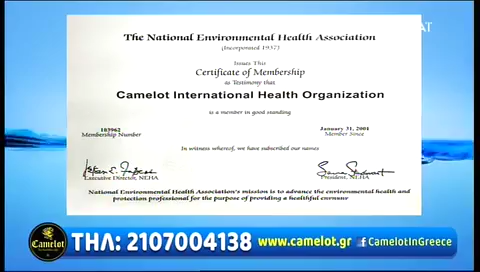 The National Environmental Health Association
(Incorporated 1937)
Issues This
Certificate of Membership
as Testimony that
Camelot International Health Organization
is a member in good standing
103962
Membership Number
January 31, 2001
Member Since
In witness whereof, we have subscribed our names
Executive Director, NEHA
President, NEHA
National Environmental Health Association's mission is to advance the environmental health and
protection professional for the purpose of providing a healthful
Camelot
ΤΗΛ: 2107004138 www.camelot.gr f CamelotInGreece